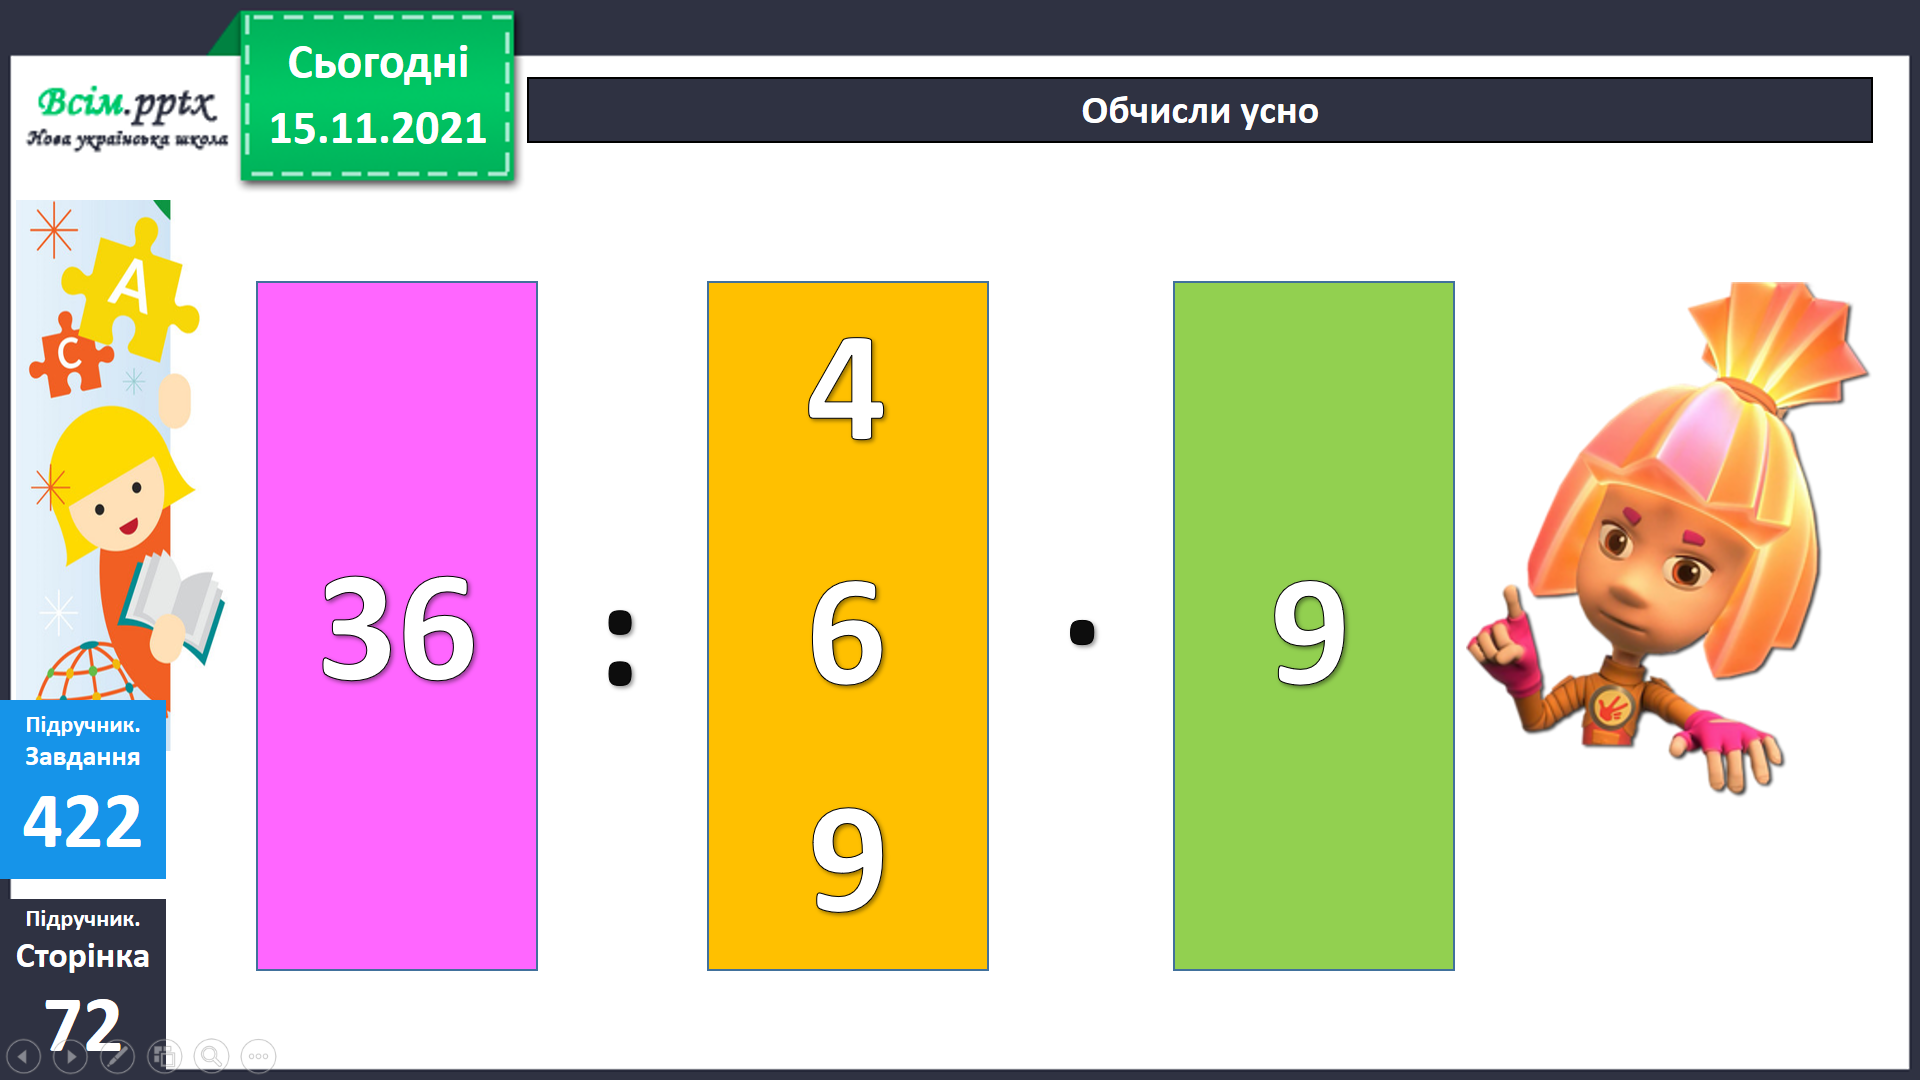 Сьогодні
15.11.2021
Всім.pptx
Нова українська школа
Обчисли усно
А
С
36 : 4 6 9 · 9
Підручник.
Завдання
422
Підручник.
Сторінка
72